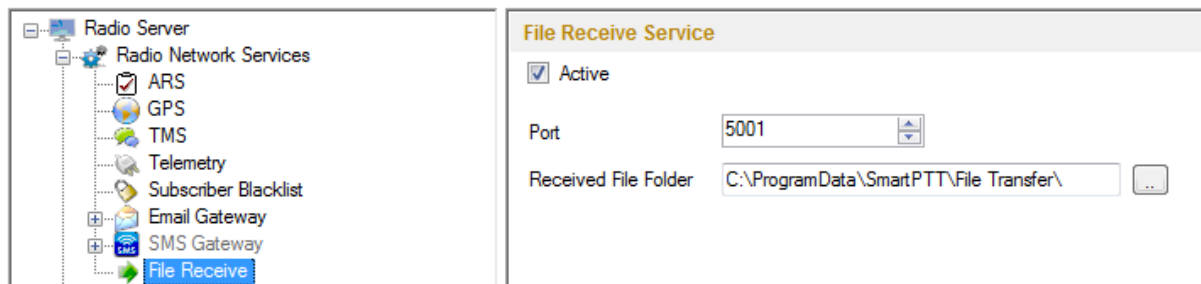 Radio Server
Radio Network Services
ARS
GPS
TMS
Telemetry
Subscriber Blacklist
Email Gateway
SMS
SMS Gateway
File Receive
File Receive Service
Active
Port
5001
Received File Folder
C:\ProgramData\SmartPTT\File Transfer\
..